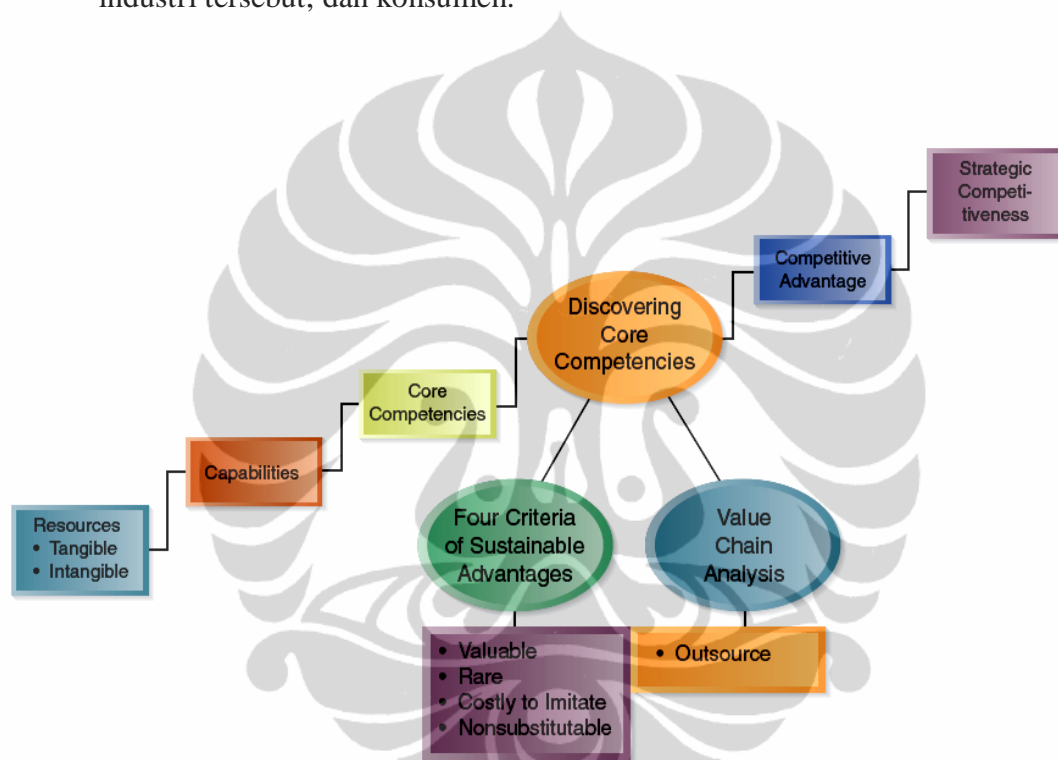 industri tersebut, dan konsumen.
Strategic
Competi-
tiveness
Competitive
Advantage
Discovering
Core
Competencies
Core
Competencies
Capabilities
Resources
• Tangible
• Intangible
Four Criteria
of Sustainable
Advantages
Value
Chain
Analysis
• Valuable
• Rare
• Costly to Imitate
• Nonsubstitutable
• Outsource